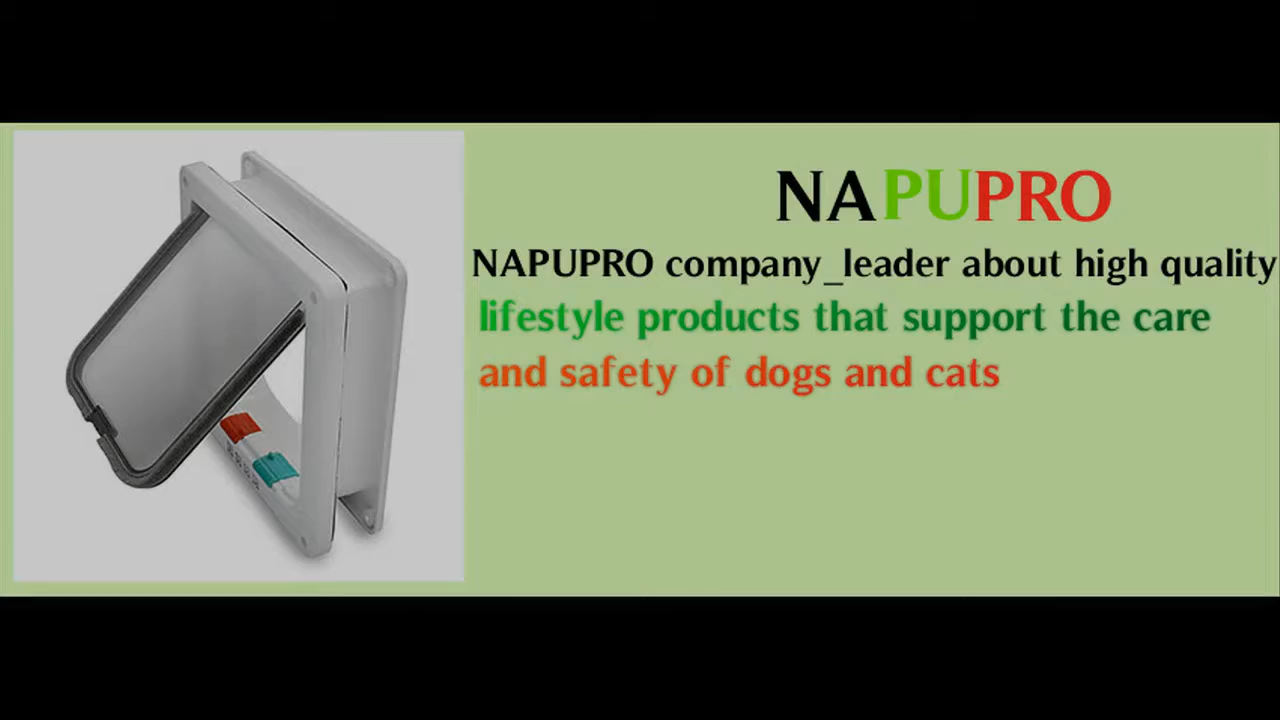 NAPUPRO
NAPUPRO company_leader about high quality
lifestyle products that support the care
and safety of dogs and cats